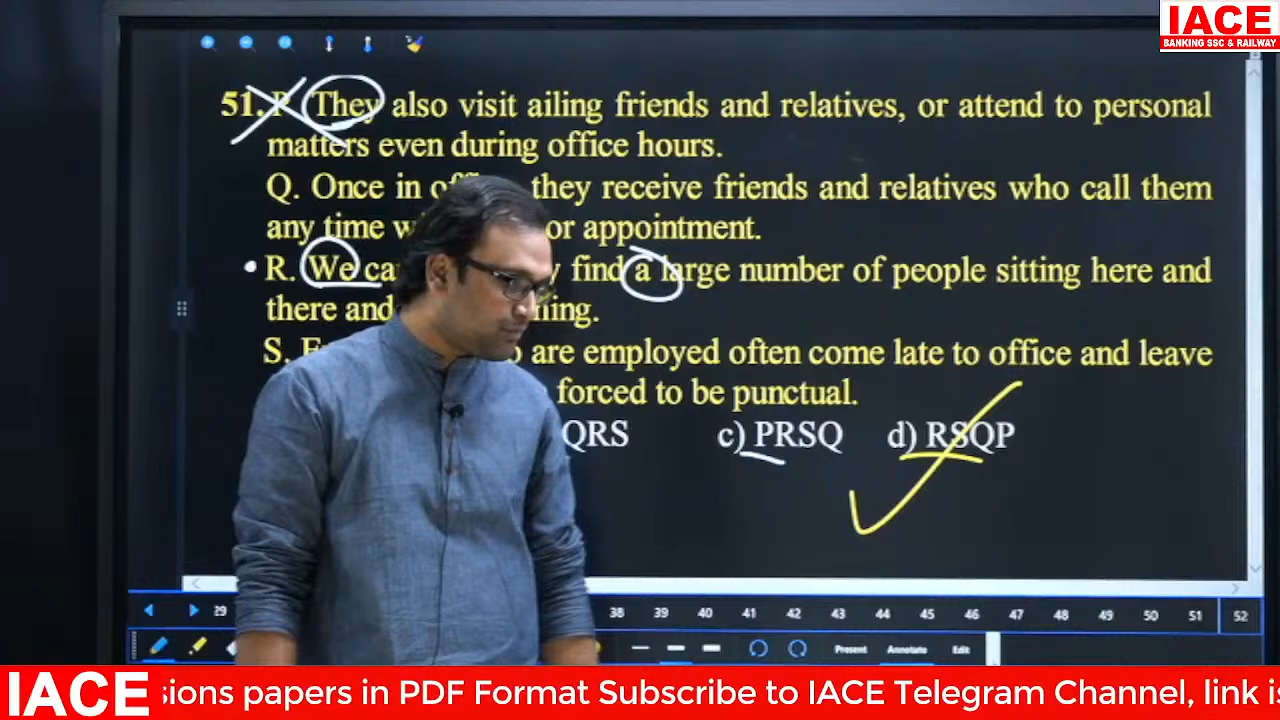 IACE
BANKING SSC & RAILWAY
51. P. They also visit ailing friends and relatives, or attend to personal
matters even during office hours.
Q. Once in they receive friends and relatives who call them
any time or appointment.
R. We find a large number of people sitting here and
there and
S. are employed often come late to office and leave
forced to be punctual.
QRS c) PRSQ d) RSQP
29 38 39 40 41 42 43 44 45 46 47 48 49 50 51 52
Present Annotate Edit
IACE papers in PDF Format Subscribe to IACE Telegram Channel, link